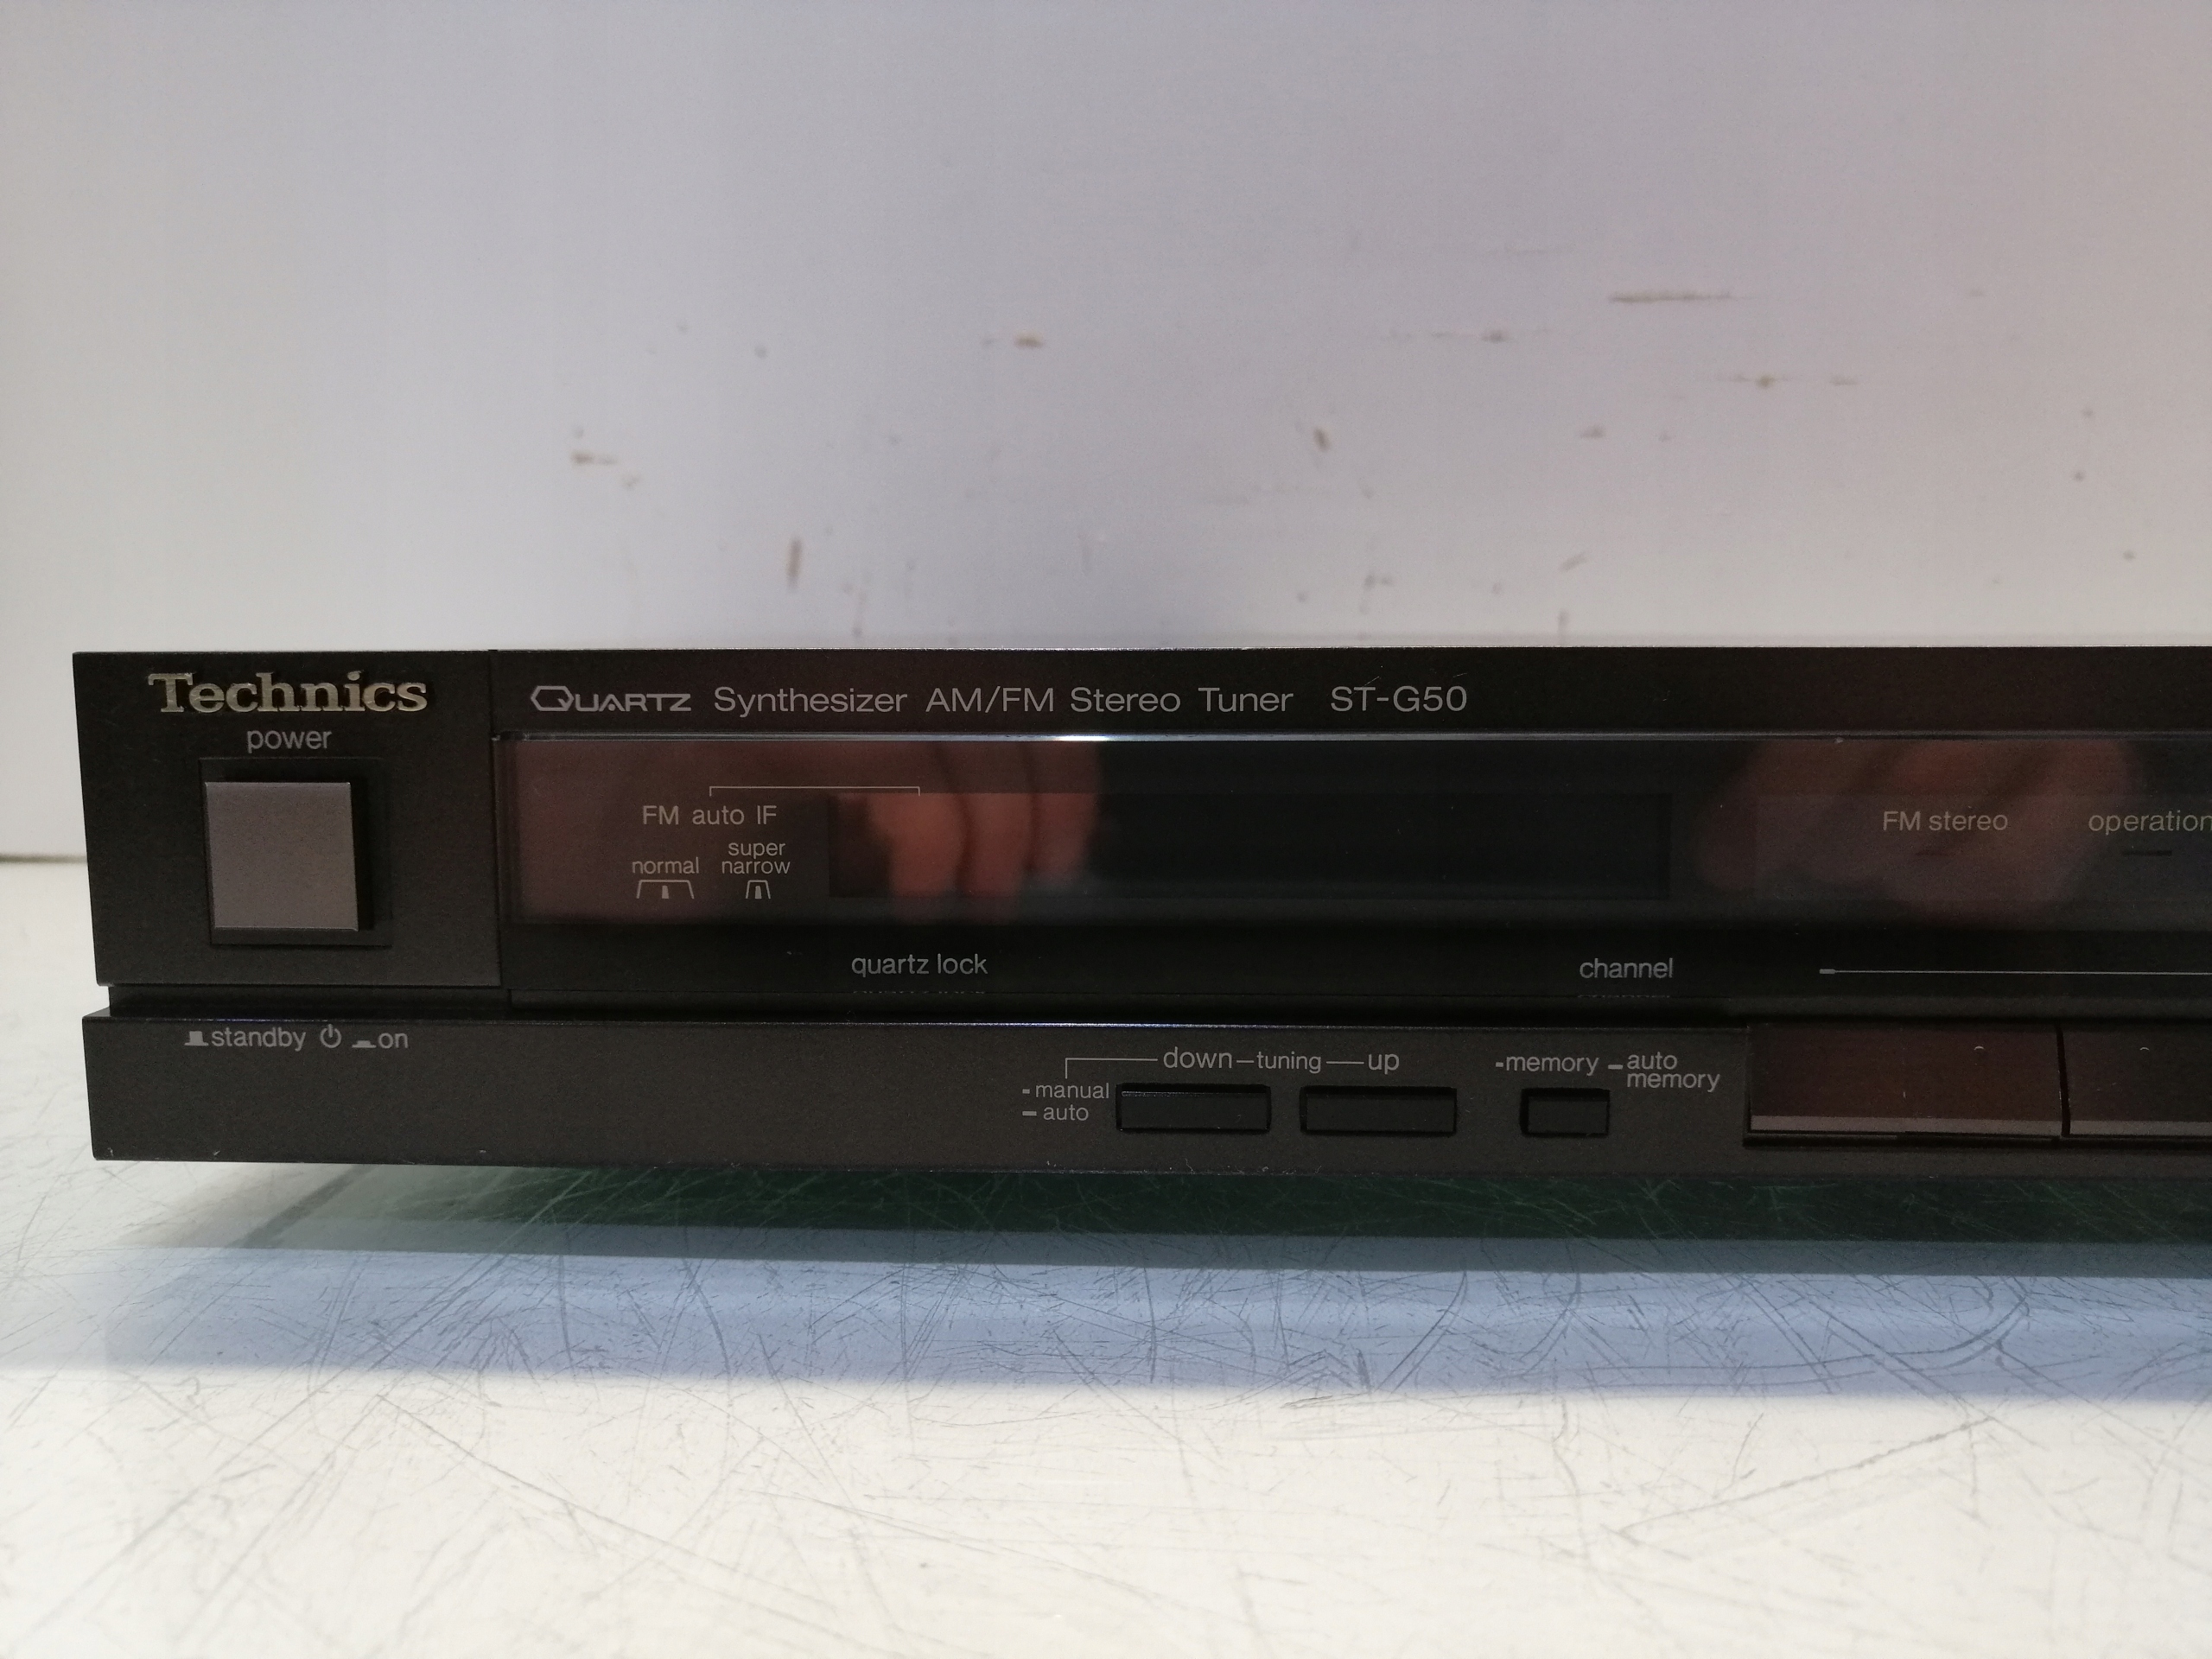 Technics
power
QUARTZ Synthesizer AM/FM Stereo Tuner ST-G50
FM auto IF
normal
super
narrow
FM stereo
operation
quartz lock
channel
standby ⏻ on
down tuning up
manual
auto
memory
auto
memory